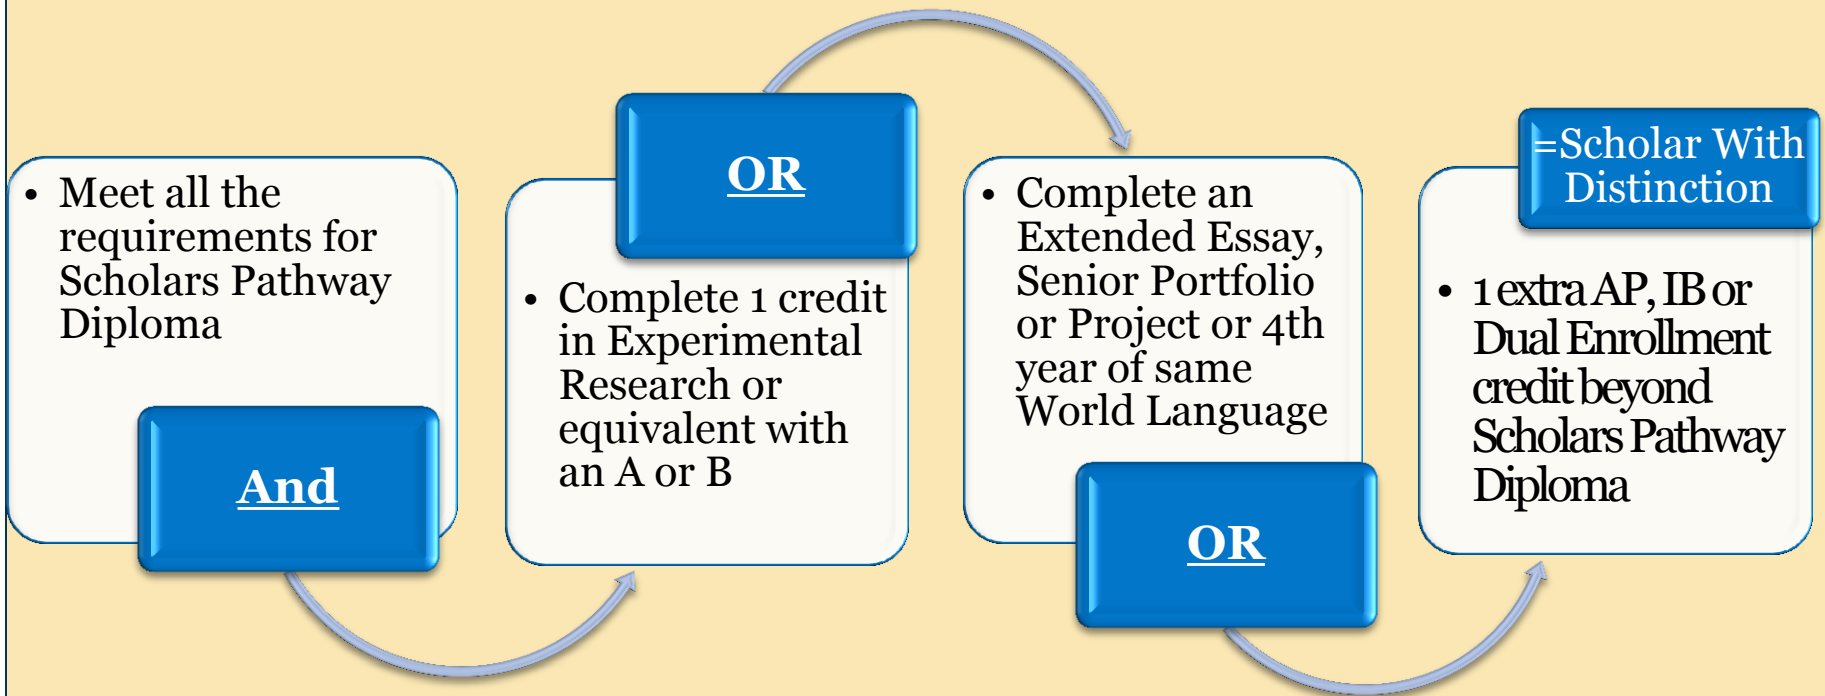 • Meet all the
requirements for
Scholars Pathway
Diploma
And
OR
• Complete 1 credit
in Experimental
Research or
equivalent with
an A or B
• Complete an
Extended Essay,
Senior Portfolio
or Project or 4th
year of same
World Language
OR
=Scholar With
Distinction
• 1 extra AP, IB or
Dual Enrollment
credit beyond
Scholars Pathway
Diploma